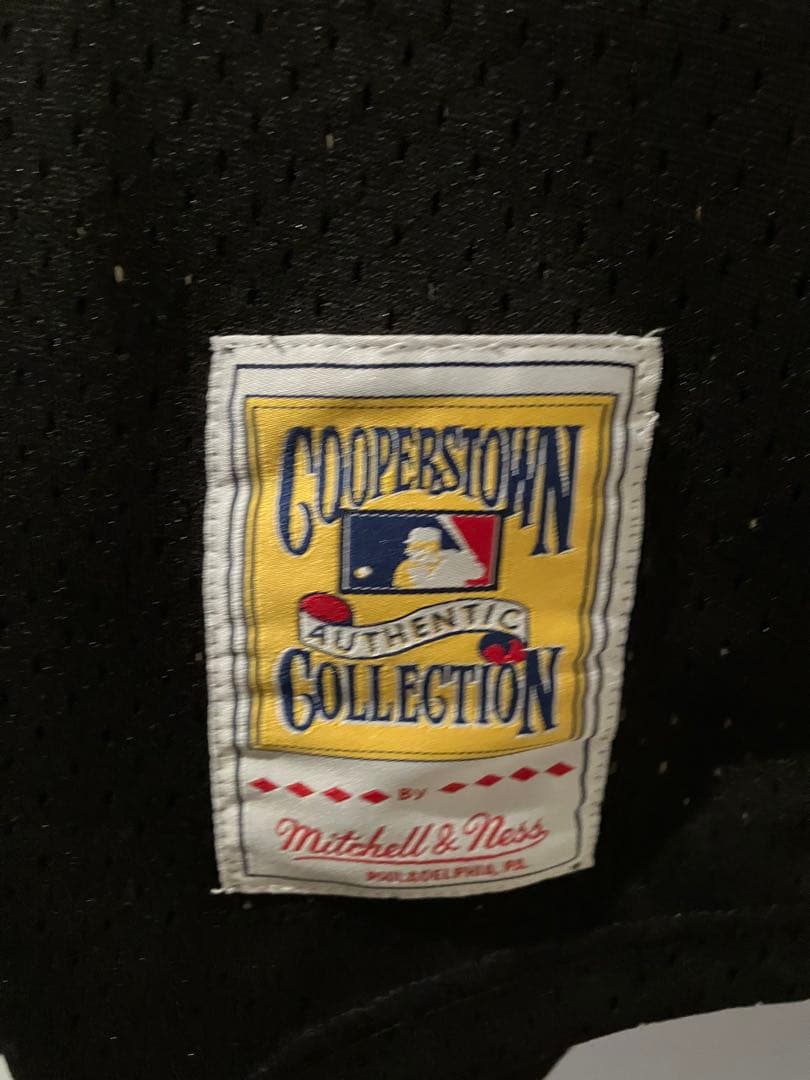 COOPERSTOWN
AUTHENTIC
COLLECTION
BY
Mitchell & Ness
PHILADELPHIA, PA.